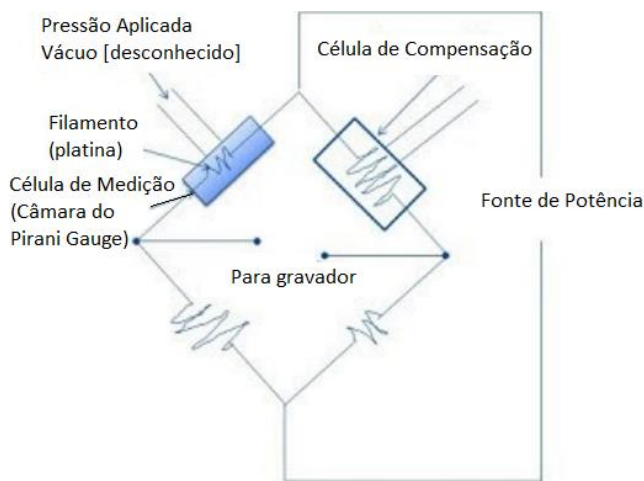 Pressão Aplicada
Vácuo [desconhecido]
Célula de Compensação
Filamento
(platina)
Célula de Medição
(Câmara do
Pirani Gauge)
Fonte de Potência
Para gravador